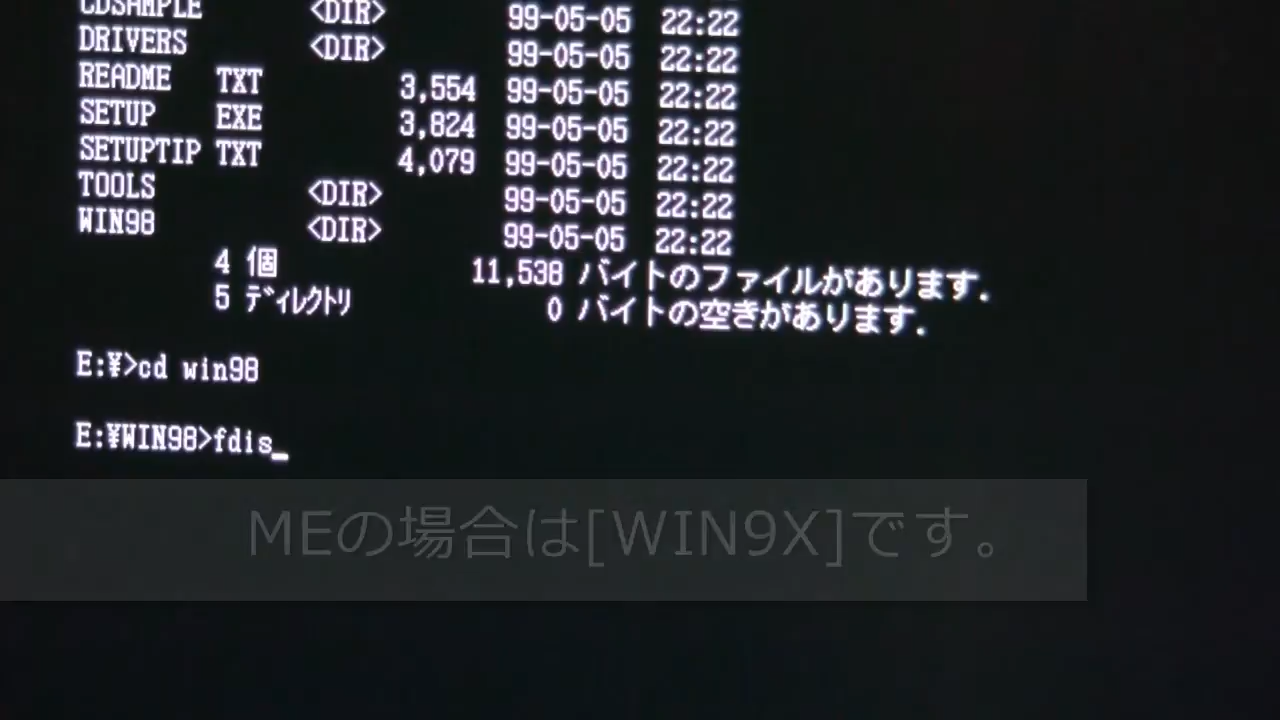 CDSAMPLE <DIR> 99-05-05 22:22
DRIVERS <DIR> 99-05-05 22:22
README TXT 3,554 99-05-05 22:22
SETUP EXE 3,824 99-05-05 22:22
SETUPTIP TXT 4,079 99-05-05 22:22
TOOLS <DIR> 99-05-05 22:22
WIN98 <DIR> 99-05-05 22:22
4 個 11,538 バイトのファイルがあります.
5 ディレクトリ 0 バイトの空きがあります.
E:¥>cd win98
E:¥WIN98>fdis_
MEの場合は[WIN9X]です。